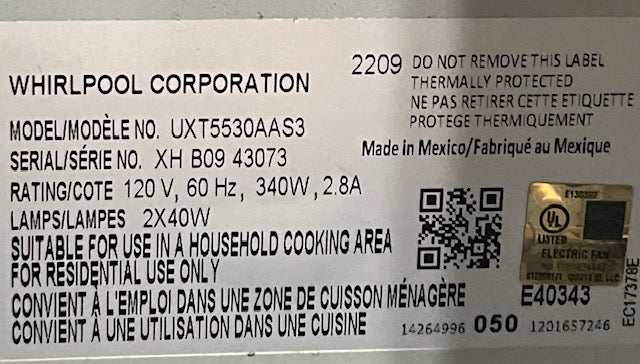 2209 DO NOT REMOVE THIS LABEL
THERMALLY PROTECTED
NE PAS RETIRER CETTE ETIQUETTE
PROTEGE THERMIQUEMENT
WHIRLPOOL CORPORATION
MODEL/MODÈLE NO. UXT5530AAS3
Made in Mexico/Fabriqué au Mexique
SERIAL/SÉRIE NO. XH B09 43073
RATING/COTE 120 V, 60 Hz, 340W, 2.8A
LAMPS/LAMPES 2X40W
SUITABLE FOR USE IN A HOUSEHOLD COOKING AREA
FOR RESIDENTIAL USE ONLY
CONVIENT À L'EMPLOI DANS UNE ZONE DE CUISSON MÉNAGÈRE
CONVIENT À UNE UTILISATION DANS UNE CUISINE
UL
LISTED
ELECTRIC FAN
E40343
14264996 050 1201657246
EC17378E